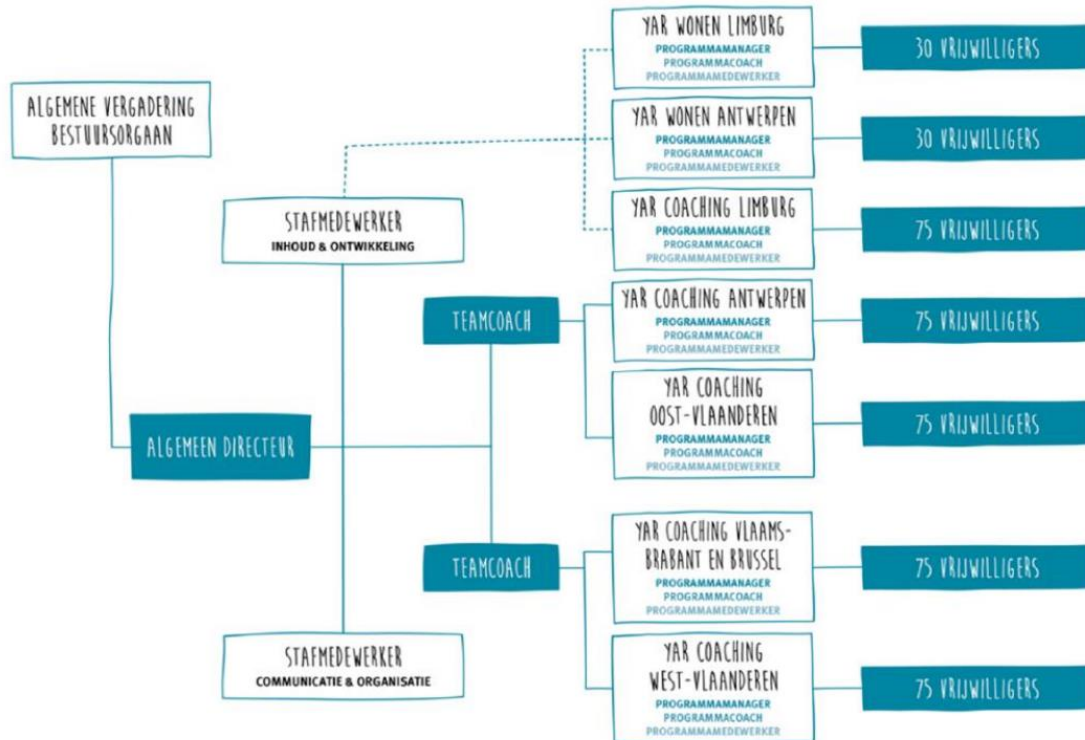 ALGEMENE VERGADERING
BESTUURSORGAAN
ALGEMEEN DIRECTEUR
STAFMEDEWERKER
INHOUD & ONTWIKKELING
STAFMEDEWERKER
COMMUNICATIE & ORGANISATIE
TEAMCOACH
TEAMCOACH
YAR WONEN LIMBURG
PROGRAMMAMANAGER
PROGRAMMACOACH
PROGRAMMAMEDEWERKER
30 VRIJWILLIGERS
YAR WONEN ANTWERPEN
PROGRAMMAMANAGER
PROGRAMMACOACH
PROGRAMMAMEDEWERKER
30 VRIJWILLIGERS
YAR COACHING LIMBURG
PROGRAMMAMANAGER
PROGRAMMACOACH
PROGRAMMAMEDEWERKER
75 VRIJWILLIGERS
YAR COACHING ANTWERPEN
PROGRAMMAMANAGER
PROGRAMMACOACH
PROGRAMMAMEDEWERKER
75 VRIJWILLIGERS
YAR COACHING
OOST-VLAANDEREN
PROGRAMMAMANAGER
PROGRAMMACOACH
PROGRAMMAMEDEWERKER
75 VRIJWILLIGERS
YAR COACHING VLAAMS-
BRABANT EN BRUSSEL
PROGRAMMAMANAGER
PROGRAMMACOACH
PROGRAMMAMEDEWERKER
75 VRIJWILLIGERS
YAR COACHING
WEST-VLAANDEREN
PROGRAMMAMANAGER
PROGRAMMACOACH
PROGRAMMAMEDEWERKER
75 VRIJWILLIGERS